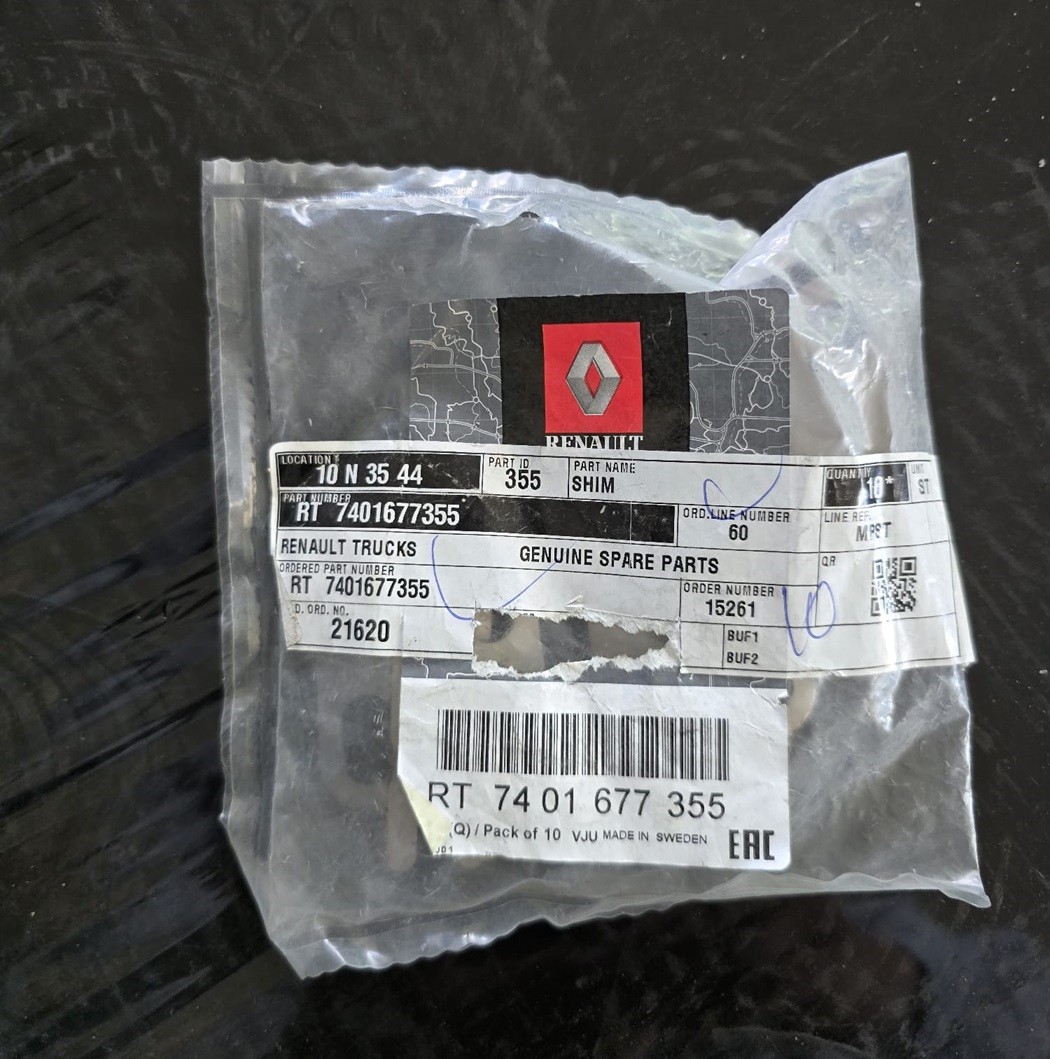 RENAULT
LOCATION
10 N 35 44
PART ID
355
PART NAME
SHIM
QUANTITY
10*
UNIT
ST
PART NUMBER
RT 7401677355
ORD.LINE NUMBER
60
LINE REF.
RENAULT TRUCKS
GENUINE SPARE PARTS
QR
ORDERED PART NUMBER
RT 7401677355
ORDER NUMBER
15261
10
D. ORD. NO.
21620
BUF1
BUF2
RT 74 01 677 355
(Q) / Pack of 10 VJU MADE IN SWEDEN
EAC